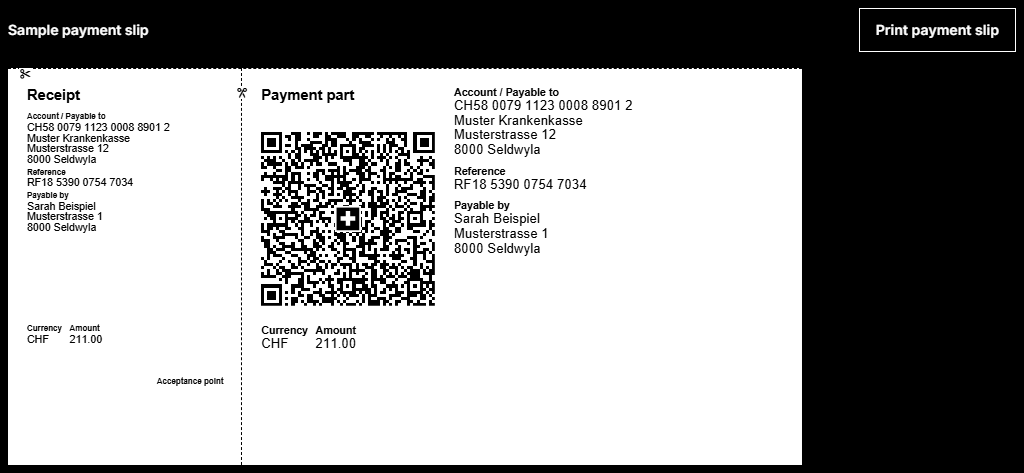 Sample payment slip
Print payment slip
Receipt
Account / Payable to
CH58 0079 1123 0008 8901 2
Muster Krankenkasse
Musterstrasse 12
8000 Seldwyla
Reference
RF18 5390 0754 7034
Payable by
Sarah Beispiel
Musterstrasse 1
8000 Seldwyla
Currency Amount
CHF 211.00
Acceptance point
Payment part
Currency Amount
CHF 211.00
Account / Payable to
CH58 0079 1123 0008 8901 2
Muster Krankenkasse
Musterstrasse 12
8000 Seldwyla
Reference
RF18 5390 0754 7034
Payable by
Sarah Beispiel
Musterstrasse 1
8000 Seldwyla